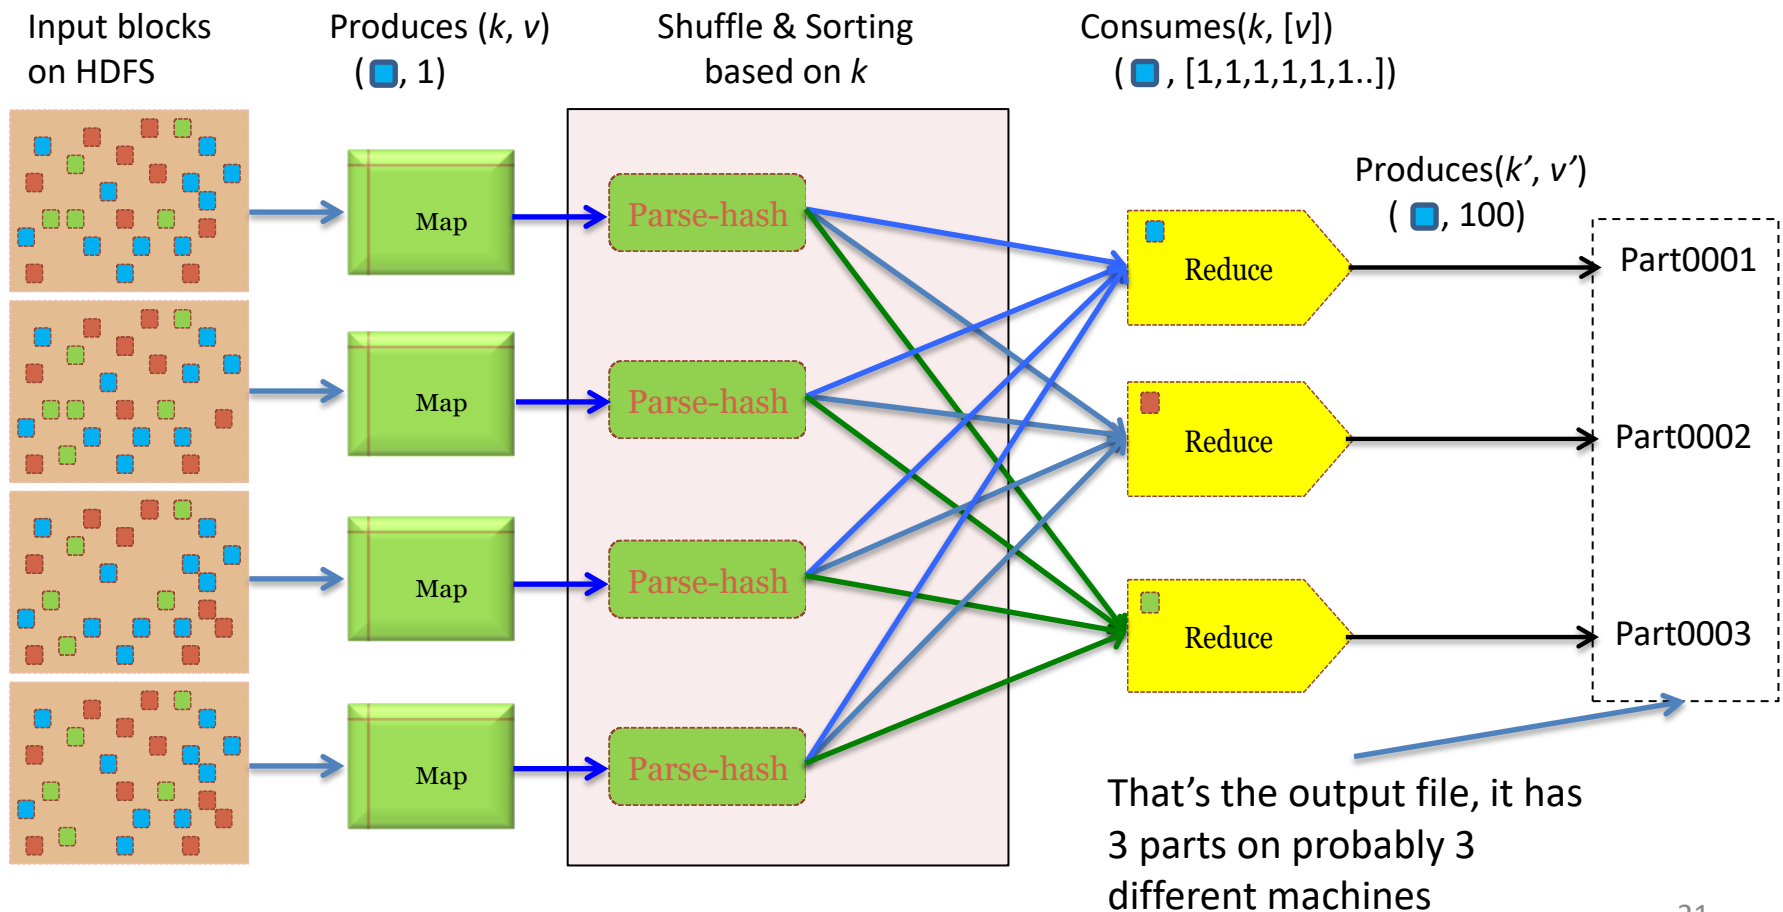 Input blocks
on HDFS
Produces (k, v)
( , 1)
Shuffle & Sorting
based on k
Consumes(k, [v])
( , [1,1,1,1,1,1..])
Produces(k’, v’)
( , 100)
Map
Parse-hash
Reduce
Part0001
Map
Parse-hash
Reduce
Part0002
Map
Parse-hash
Reduce
Part0003
Map
Parse-hash
That’s the output file, it has
3 parts on probably 3
different machines